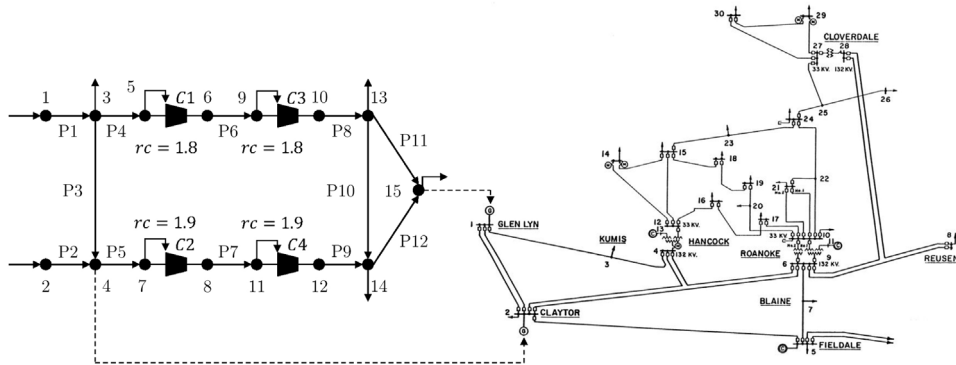 1
3
5
C1
6
9
C3
10
13
P1
P4
P6
P8
P11
rc = 1.8
rc = 1.8
P3
P10
15
rc = 1.9
C2
rc = 1.9
C4
P12
P2
P5
P7
P9
2
4
7
8
11
12
14
30
29
CLOVERDALE
27
28
33 KV.
132 KV.
26
25
24
23
14
15
18
19
22
21
20
16
17
12
33 KV.
13
HANCOCK
33 KV
10
11
1
GLEN LYN
KUMIS
3
4
132 KV.
ROANOKE
9
6
132 KV.
8
REUSENS
BLAINE
7
2
CLAYTOR
5
FIELDALE